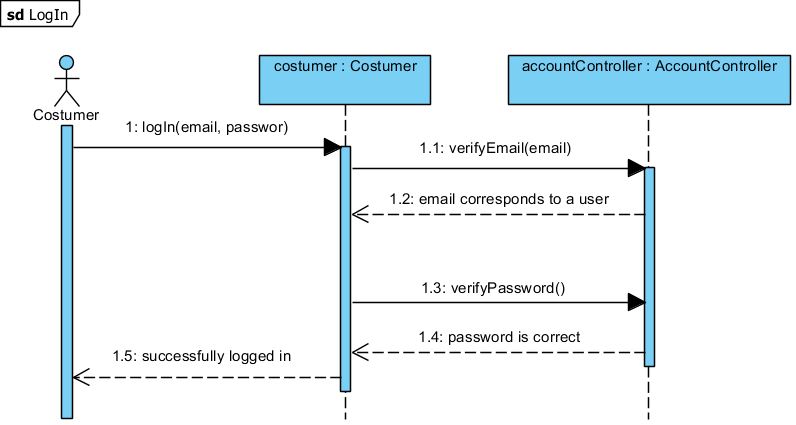 sd LogIn
costumer : Costumer
accountController : AccountController
Costumer
1: logIn(email, passwor)
1.1: verifyEmail(email)
1.2: email corresponds to a user
1.3: verifyPassword()
1.4: password is correct
1.5: successfully logged in